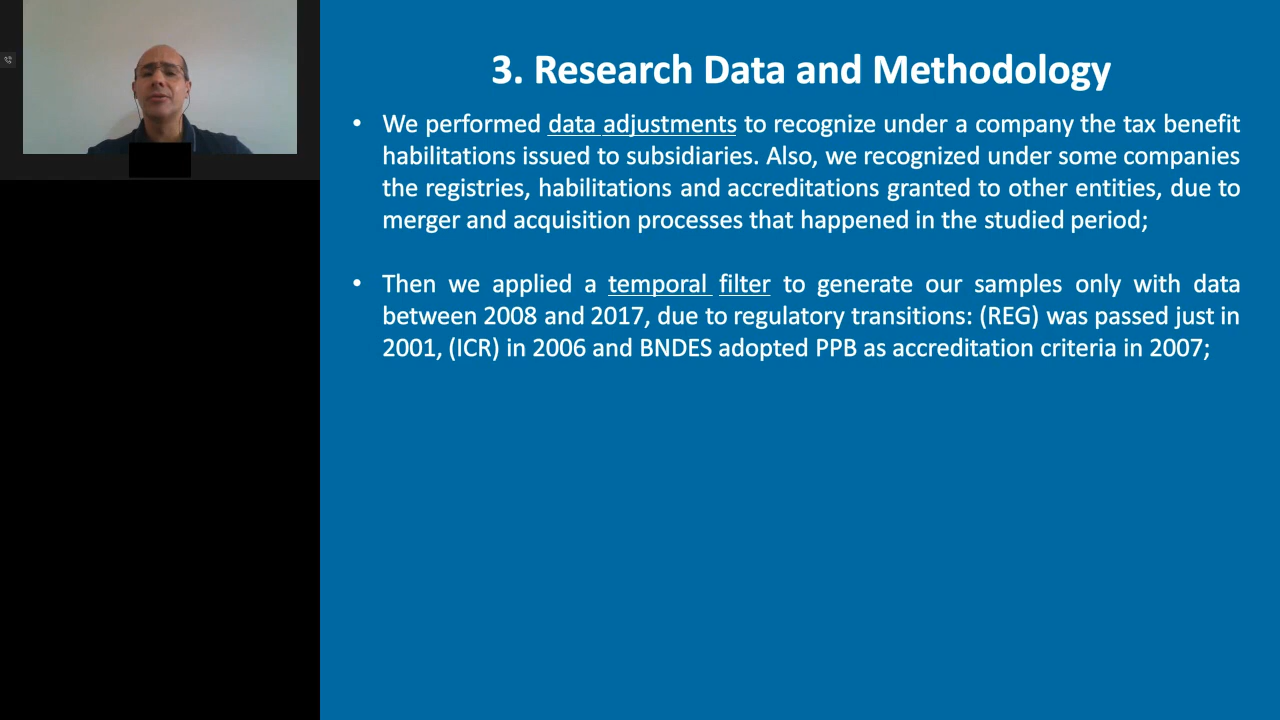 3. Research Data and Methodology
• We performed data adjustments to recognize under a company the tax benefit
habilitations issued to subsidiaries. Also, we recognized under some companies
the registries, habilitations and accreditations granted to other entities, due to
merger and acquisition processes that happened in the studied period;
• Then we applied a temporal filter to generate our samples only with data
between 2008 and 2017, due to regulatory transitions: (REG) was passed just in
2001, (ICR) in 2006 and BNDES adopted PPB as accreditation criteria in 2007;